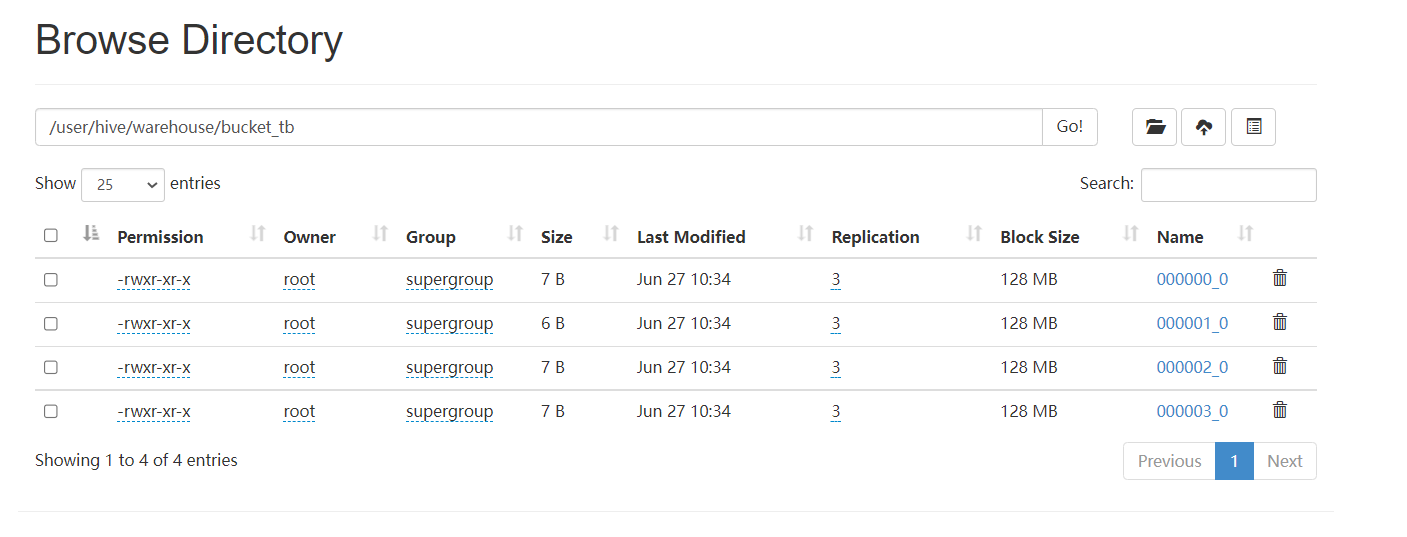 Browse Directory
/user/hive/warehouse/bucket_tb Go!
Show 25 entries Search:
Permission Owner Group Size Last Modified Replication Block Size Name
-rwxr-xr-x root supergroup 7 B Jun 27 10:34 3 128 MB 000000_0
-rwxr-xr-x root supergroup 6 B Jun 27 10:34 3 128 MB 000001_0
-rwxr-xr-x root supergroup 7 B Jun 27 10:34 3 128 MB 000002_0
-rwxr-xr-x root supergroup 7 B Jun 27 10:34 3 128 MB 000003_0
Showing 1 to 4 of 4 entries Previous 1 Next